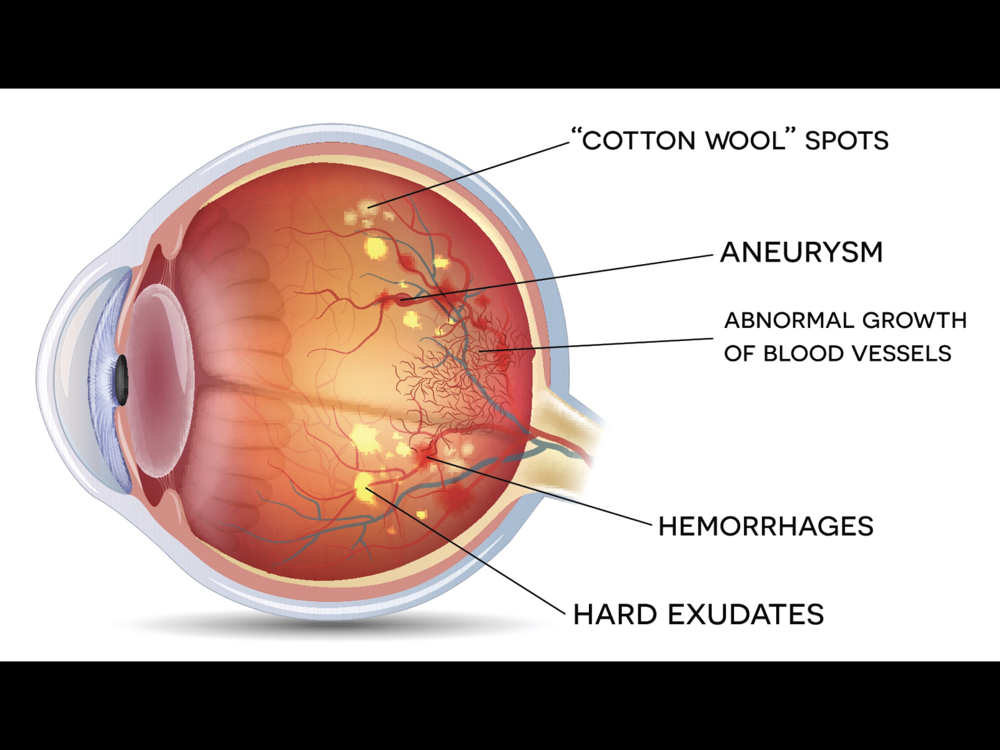 “COTTON WOOL” SPOTS
ANEURYSM
ABNORMAL GROWTH
OF BLOOD VESSELS
HEMORRHAGES
HARD EXUDATES